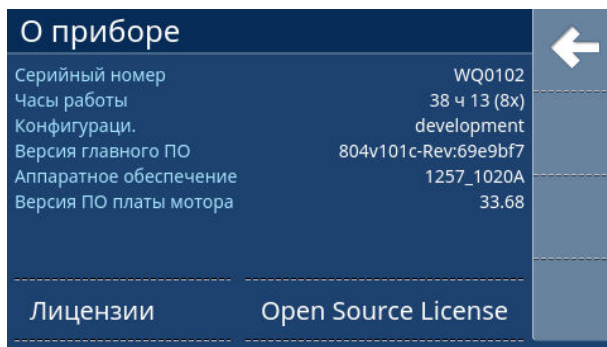 О приборе
Серийный номер WQ0102
Часы работы 38 ч 13 (8x)
Конфигураци. development
Версия главного ПО 804v101c-Rev:69e9bf7
Аппаратное обеспечение 1257_1020A
Версия ПО платы мотора 33.68
Лицензии Open Source License